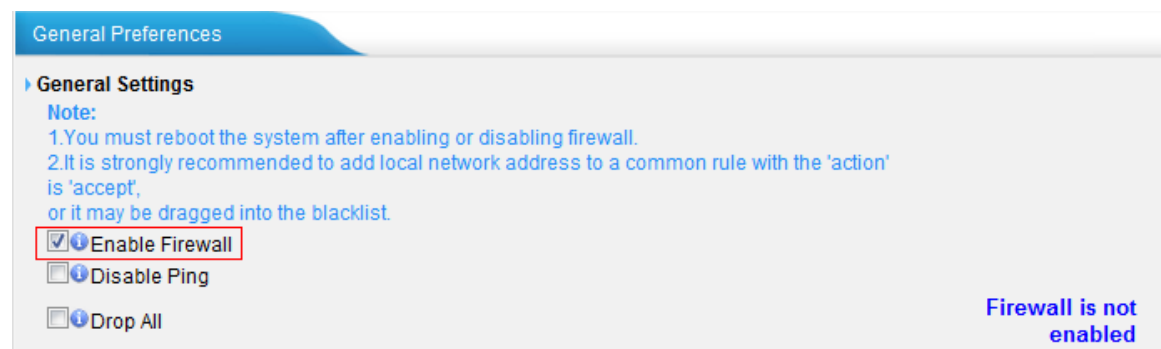 General Preferences
General Settings
Note:
1.You must reboot the system after enabling or disabling firewall.
2.It is strongly recommended to add local network address to a common rule with the 'action'
is 'accept',
or it may be dragged into the blacklist.
Enable Firewall
Disable Ping
Drop All
Firewall is not
enabled